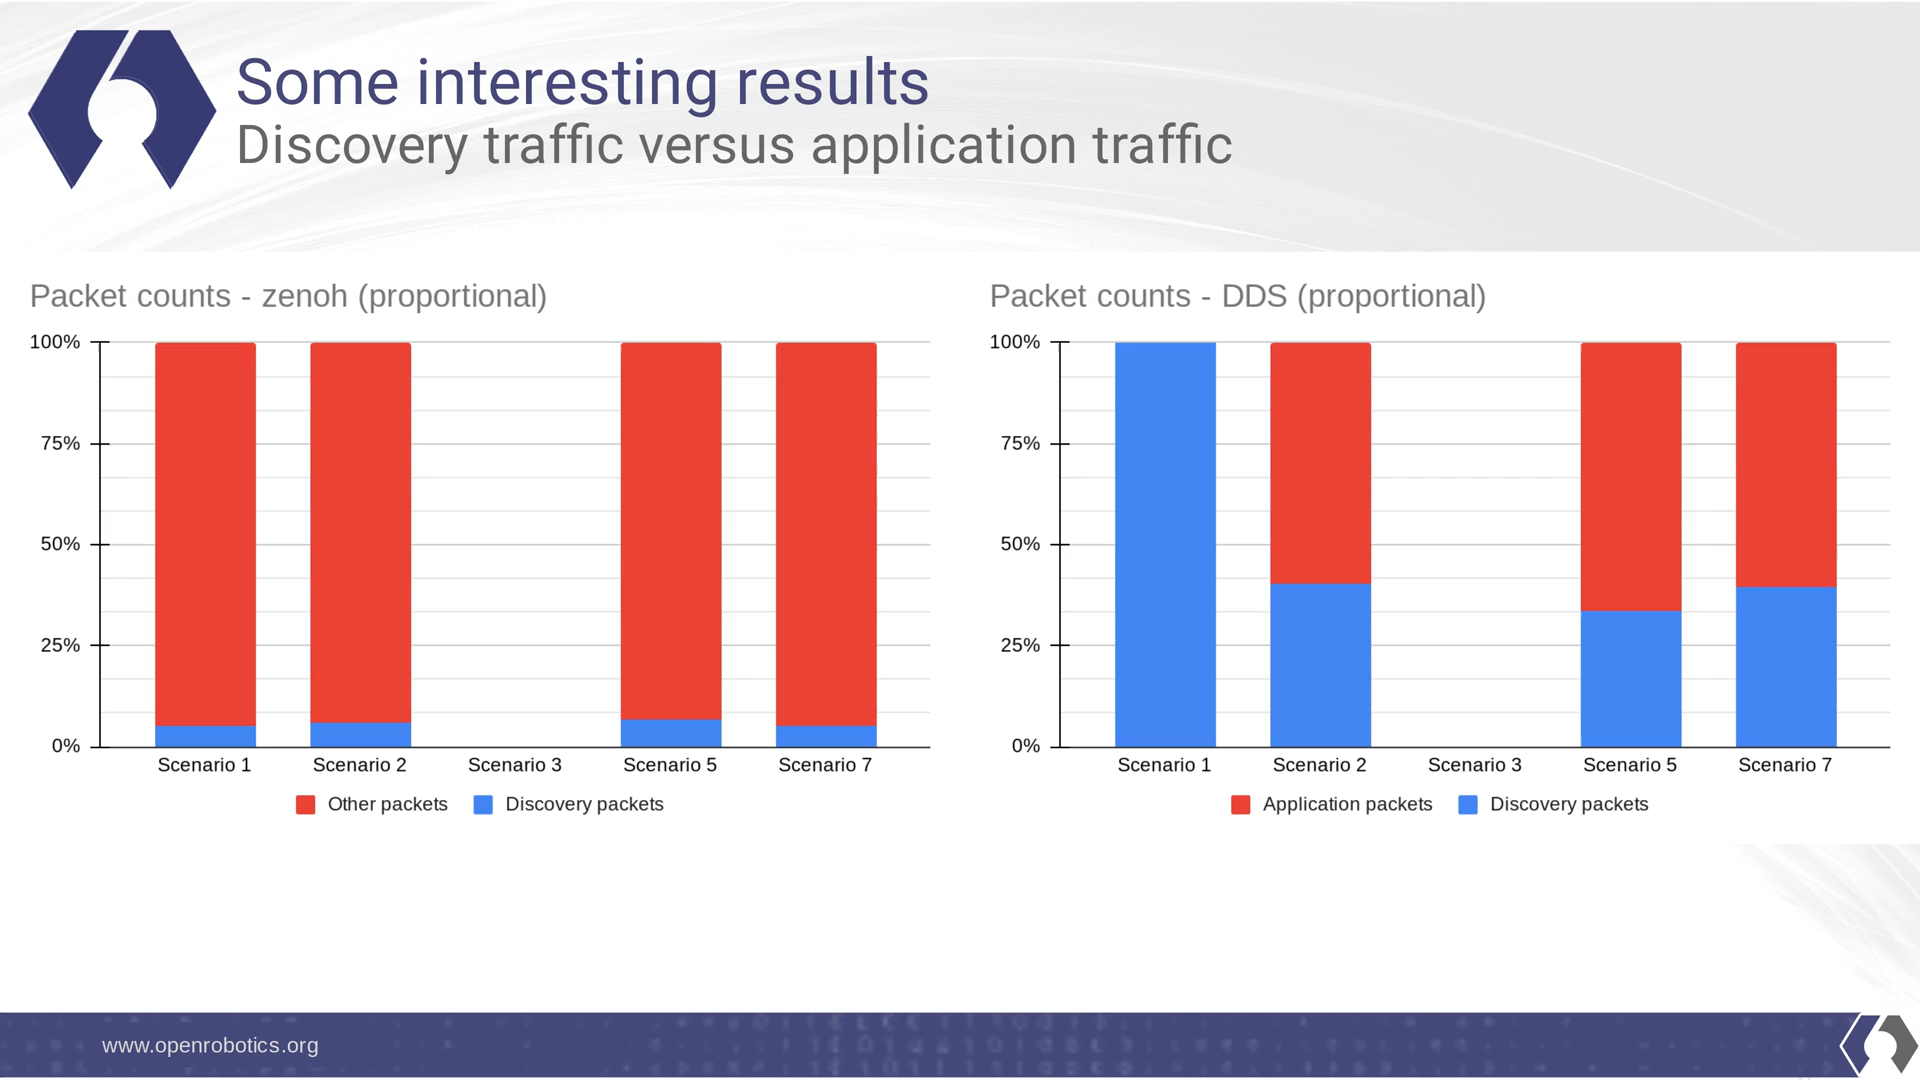 Some interesting results
Discovery traffic versus application traffic
Packet counts - zenoh (proportional)
100%
75%
50%
25%
0%
Scenario 1 Scenario 2 Scenario 3 Scenario 5 Scenario 7
Other packets Discovery packets
Packet counts - DDS (proportional)
100%
75%
50%
25%
0%
Scenario 1 Scenario 2 Scenario 3 Scenario 5 Scenario 7
Application packets Discovery packets
www.openrobotics.org